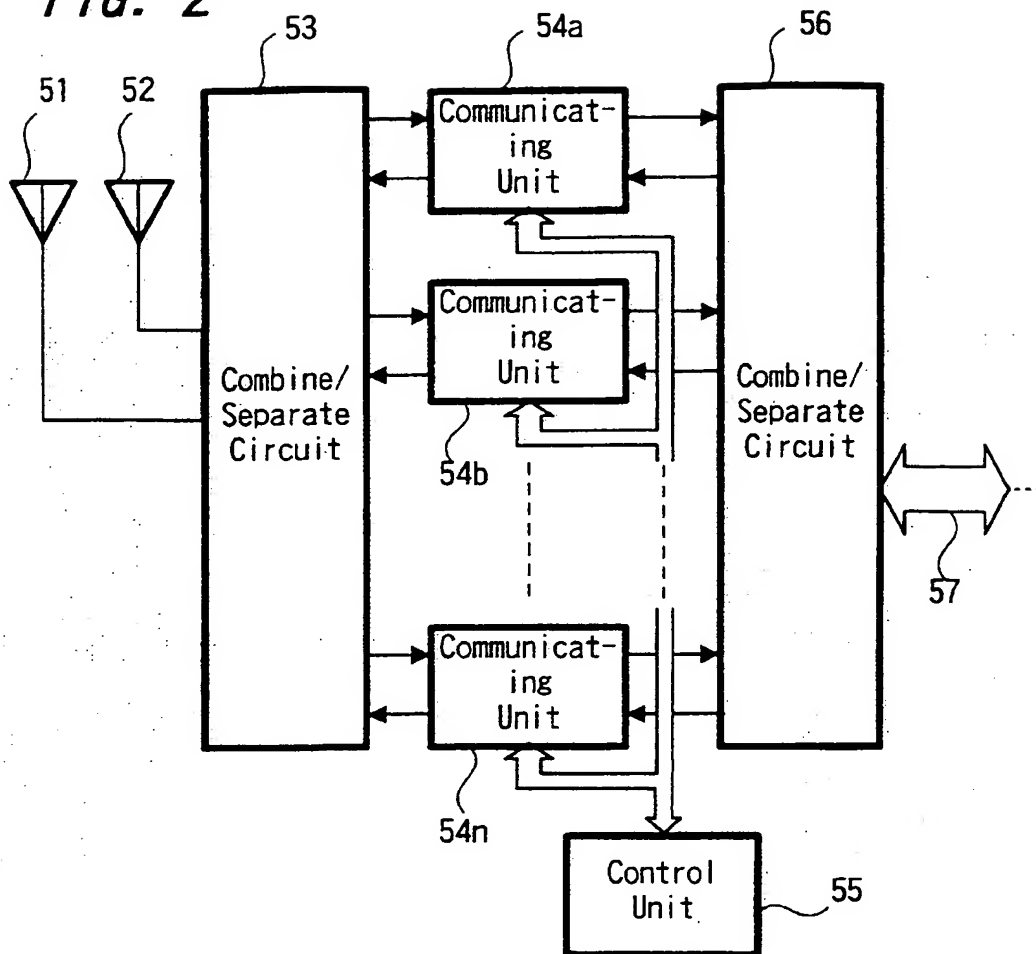 FIG. 2
53
54a
56
51
52
Communicat-
ing
Unit
Communicat-
ing
Unit
Combine/
Separate
Circuit
Combine/
Separate
Circuit
54b
57
Communicat-
ing
Unit
54n
Control
Unit
55